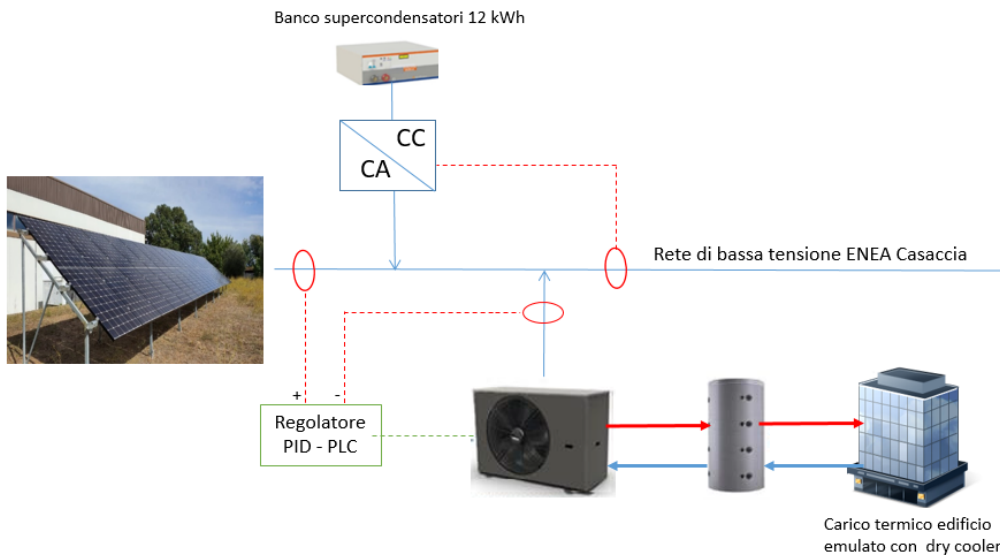 Banco supercondensatori 12 kWh
CC
CA
Rete di bassa tensione ENEA Casaccia
+ -
Regolatore
PID - PLC
Carico termico edificio
emulato con dry cooler